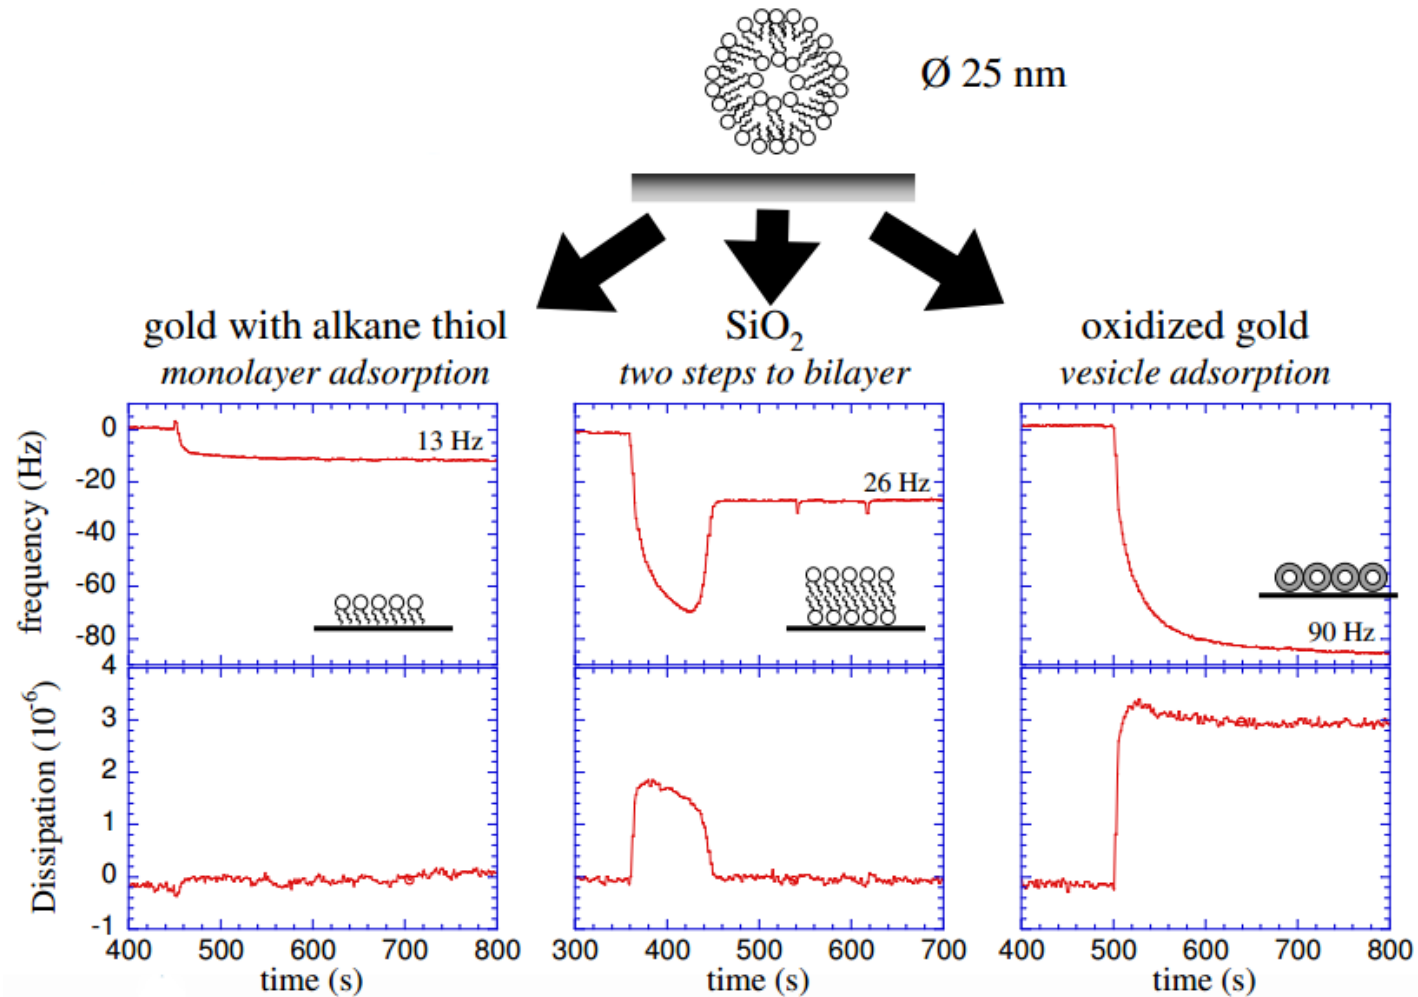 Ø 25 nm
gold with alkane thiol
monolayer adsorption
SiO₂
two steps to bilayer
oxidized gold
vesicle adsorption
frequency (Hz)
0
-20
-40
-60
-80
13 Hz
26 Hz
90 Hz
Dissipation (10⁻⁶)
4
3
2
1
0
-1
400 500 600 700 800
time (s)
300 400 500 600 700
time (s)
400 500 600 700 800
time (s)